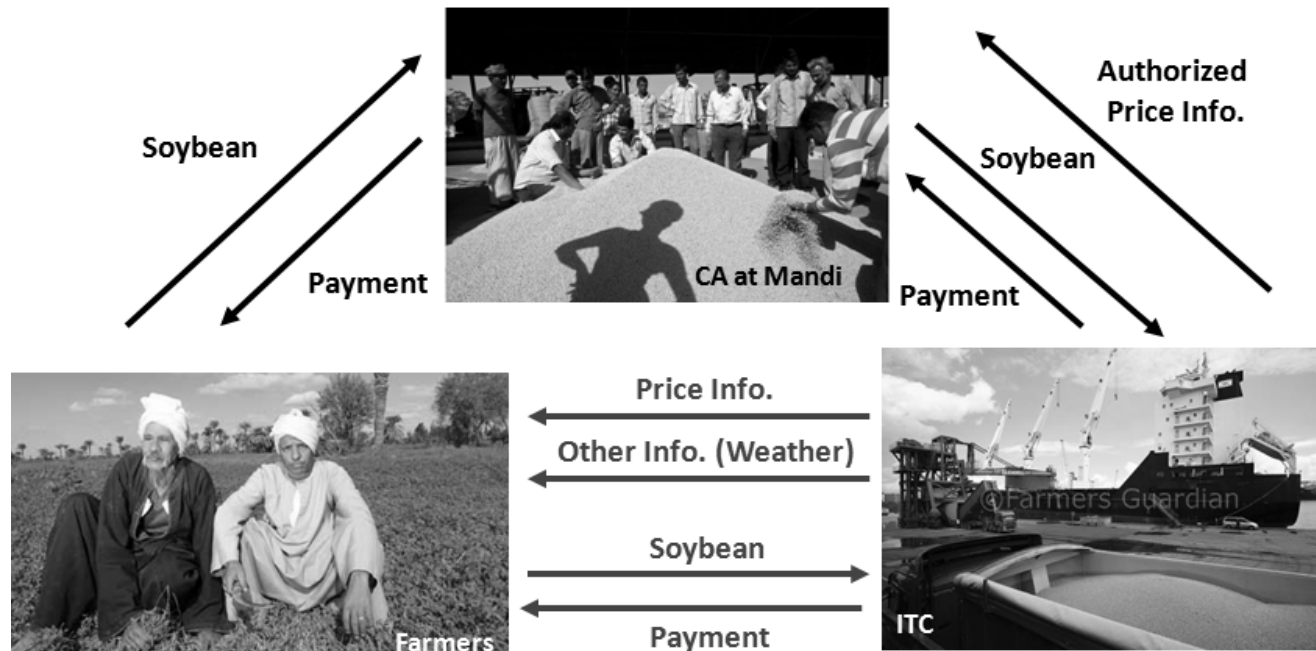 Authorized
Price Info.
Soybean
Soybean
Payment
CA at Mandi
Payment
Price Info.
Other Info. (Weather)
©Farmers Guardian
Soybean
Payment
Farmers
ITC